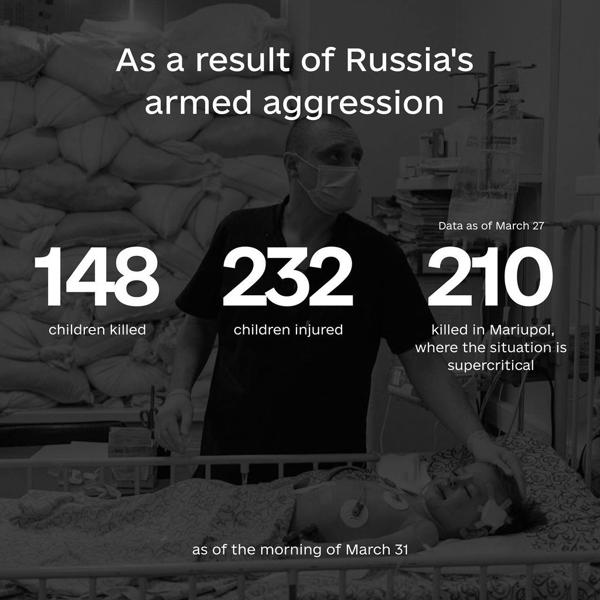 As a result of Russia's
armed aggression
148
children killed
232
children injured
Data as of March 27
210
killed in Mariupol,
where the situation is
supercritical
as of the morning of March 31